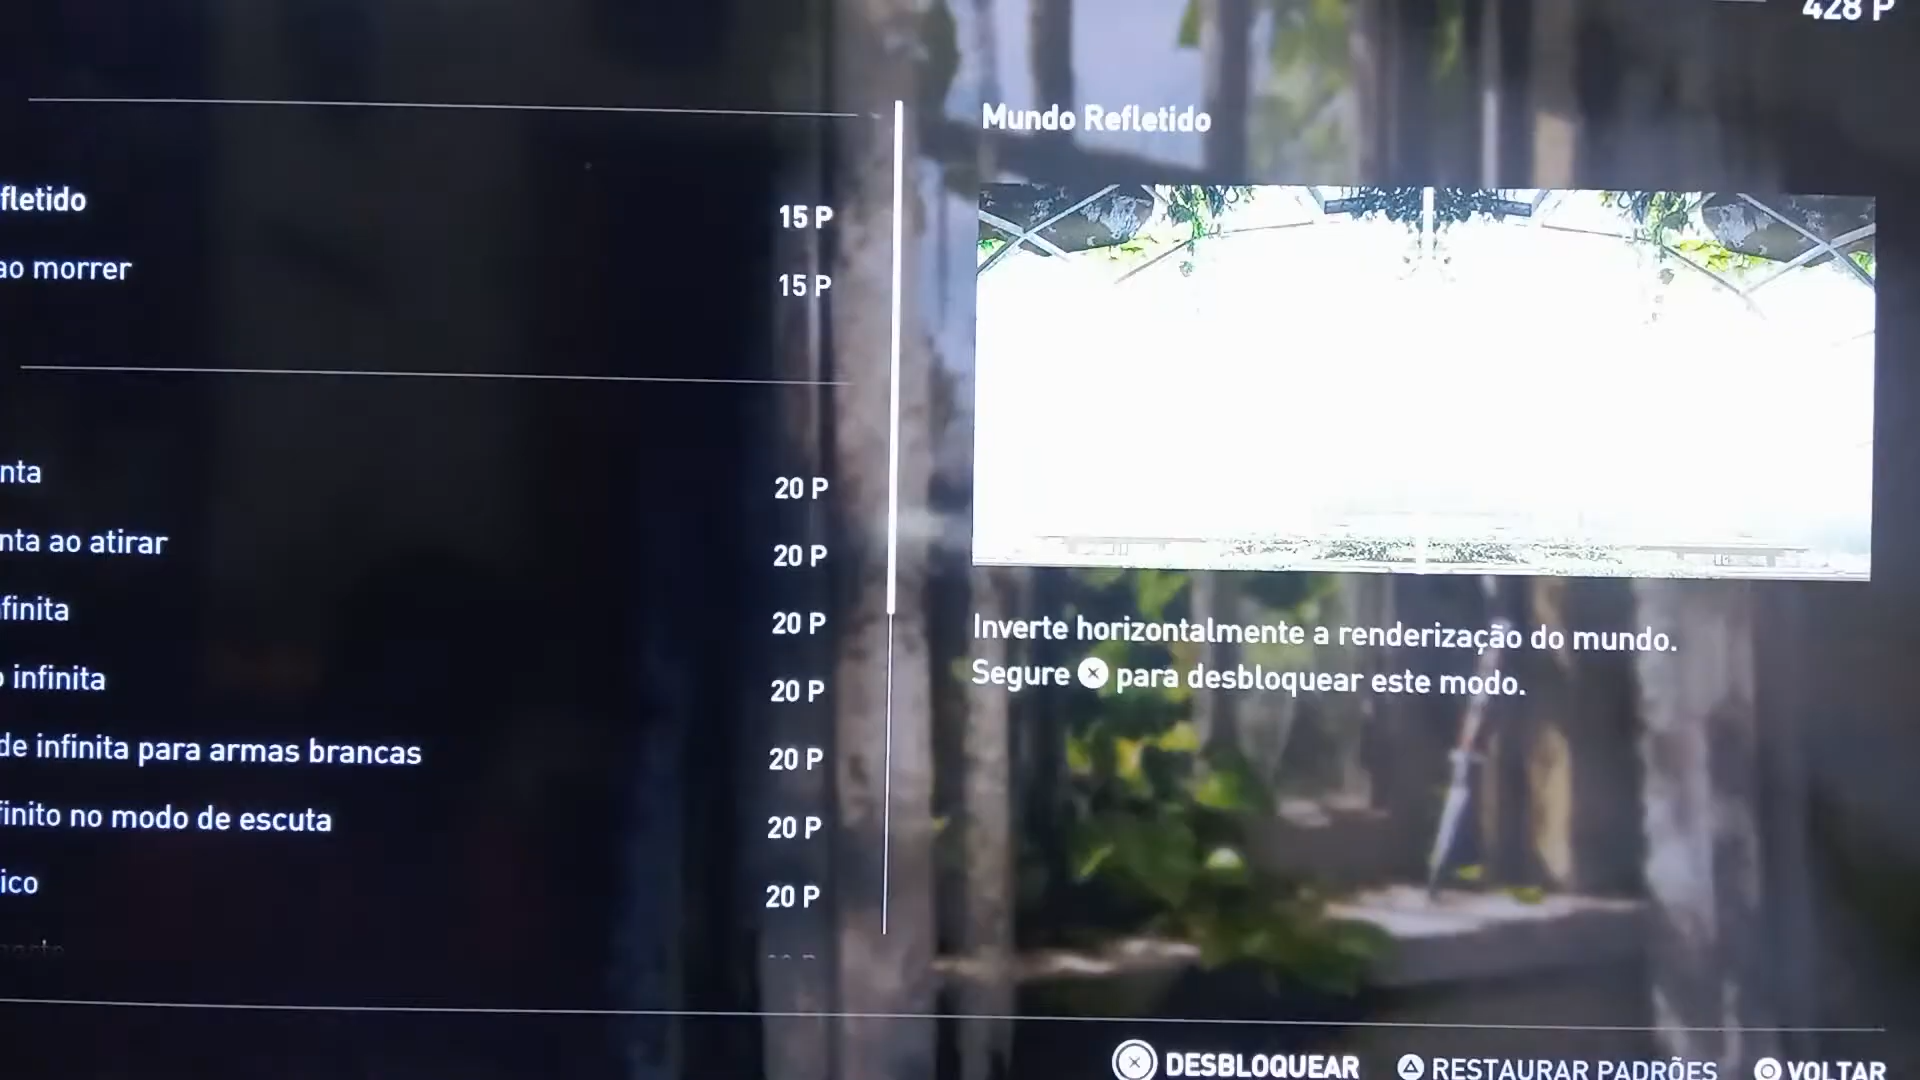 428 P
Mundo Refletido
fletido 15 P
ao morrer 15 P
nta 20 P
nta ao atirar 20 P
finita 20 P
o infinita 20 P
de infinita para armas brancas 20 P
finito no modo de escuta 20 P
ico 20 P
Inverte horizontalmente a renderização do mundo.
Segure ⓧ para desbloquear este modo.
DESBLOQUEAR RESTAURAR PADRÕES VOLTAR